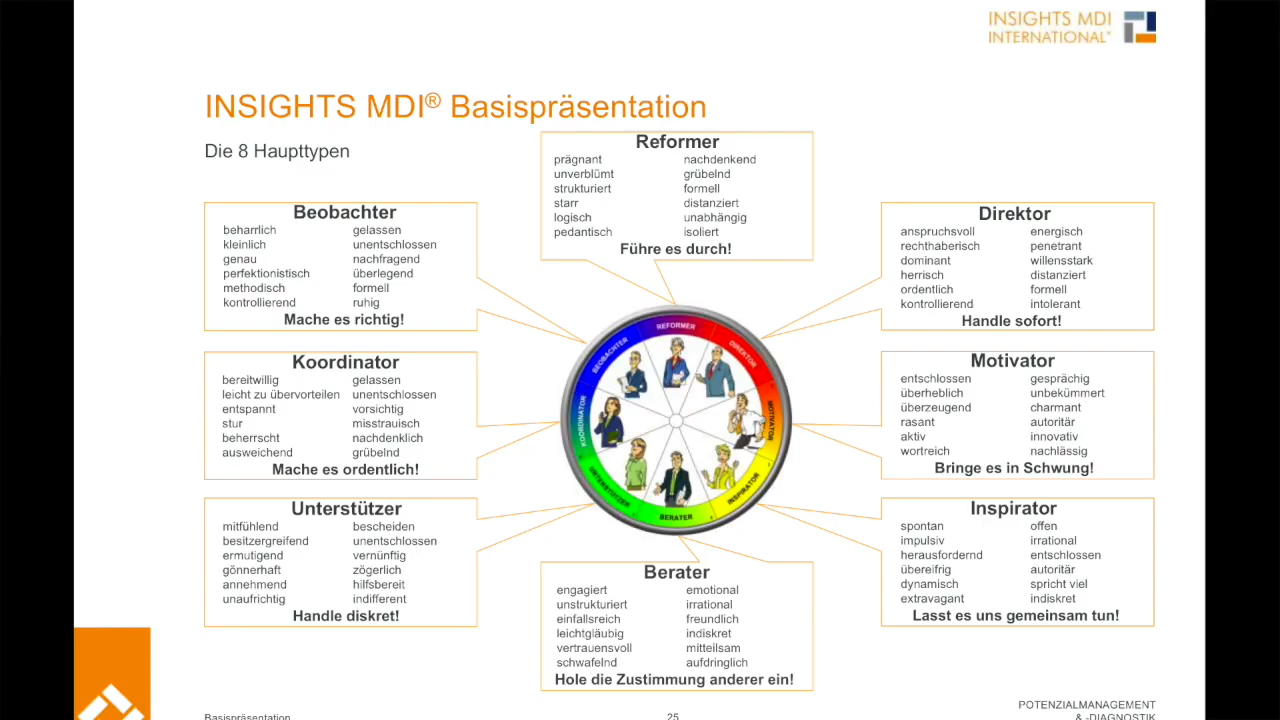 INSIGHTS MDI
INTERNATIONAL®
INSIGHTS MDI® Basispräsentation
Die 8 Haupttypen
Reformer
prägnant nachdenkend
unverblümt grübelnd
strukturiert formell
starr distanziert
logisch unabhängig
pedantisch isoliert
Führe es durch!
Beobachter
beharrlich gelassen
kleinlich unentschlossen
genau nachfragend
perfektionistisch überlegend
methodisch formell
kontrollierend ruhig
Mache es richtig!
Direktor
anspruchsvoll energisch
rechthaberisch penetrant
dominant willensstark
herrisch distanziert
ordentlich formell
kontrollierend intolerant
Handle sofort!
Koordinator
bereitwillig gelassen
leicht zu übervorteilen unentschlossen
entspannt vorsichtig
stur misstrauisch
beherrscht nachdenklich
ausweichend grübelnd
Mache es ordentlich!
REFORMER
DIREKTOR
MOTIVATOR
INSPIRATOR
BERATER
UNTERSTÜTZER
KOORDINATOR
BEOBACHTER
Motivator
entschlossen gesprächig
überheblich unbekümmert
überzeugend charmant
rasant autoritär
aktiv innovativ
wortreich nachlässig
Bringe es in Schwung!
Unterstützer
mitfühlend bescheiden
besitzergreifend unentschlossen
ermutigend vernünftig
gönnerhaft zögerlich
annehmend hilfsbereit
unaufrichtig indifferent
Handle diskret!
Berater
engagiert emotional
unstrukturiert irrational
einfallsreich freundlich
leichtgläubig indiskret
vertrauensvoll mitteilsam
schwafelnd aufdringlich
Hole die Zustimmung anderer ein!
Inspirator
spontan offen
impulsiv irrational
herausfordernd entschlossen
übereifrig autoritär
dynamisch spricht viel
extravagant indiskret
Lasst es uns gemeinsam tun!
Basispräsentation
25
POTENZIALMANAGEMENT
& -DIAGNOSTIK